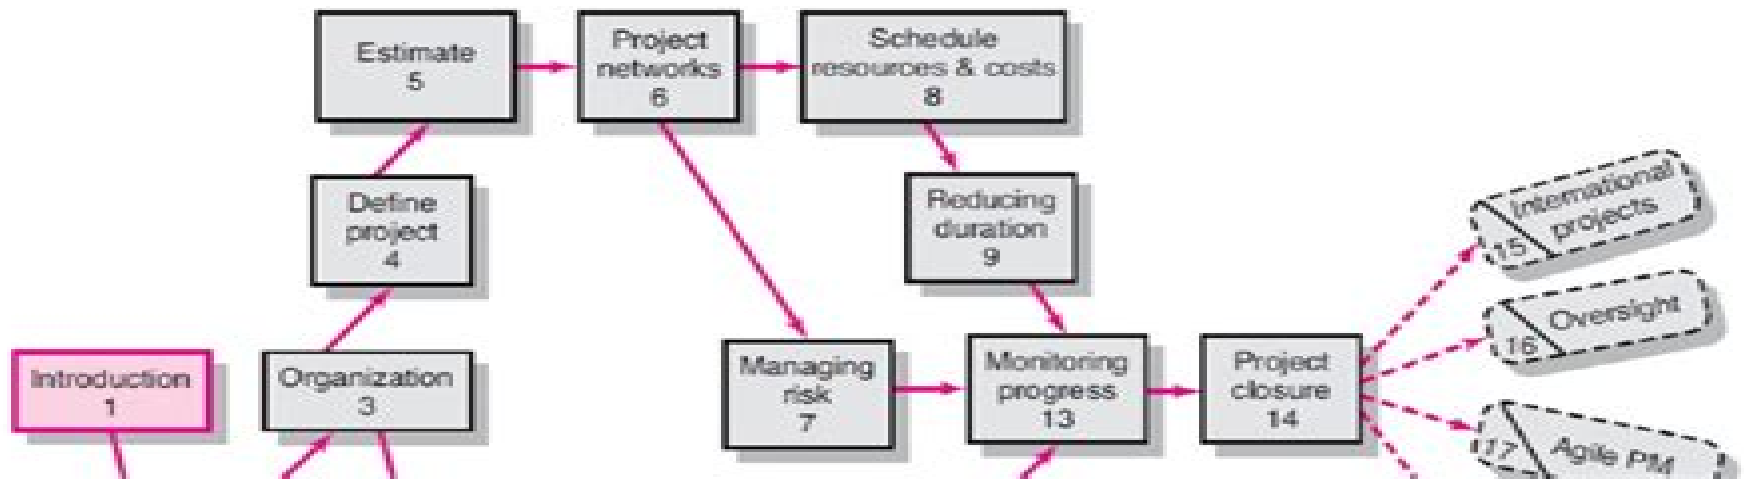 Estimate
5
Project
networks
6
Schedule
resources & costs
8
Define
project
4
Reducing
duration
9
International
projects
15
Oversight
16
Introduction
1
Organization
3
Managing
risk
7
Monitoring
progress
13
Project
closure
14
Agile PM
17